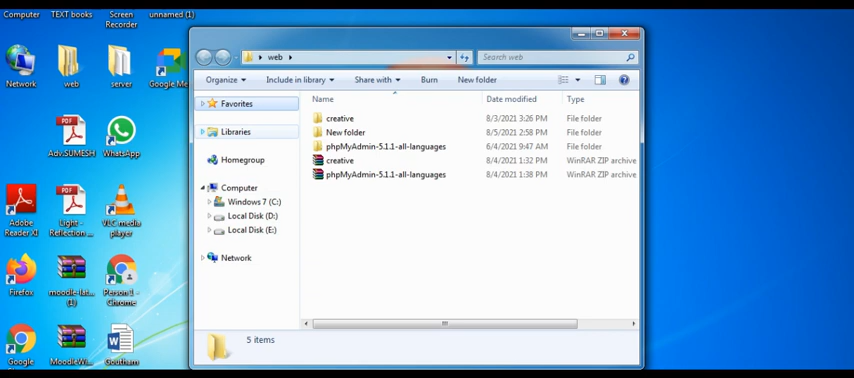 Computer
TEXT books
Screen
Recorder
unnamed (1)
Network
web
server
Google Me
Adv.SUMESH
WhatsApp
Adobe
Reader XI
Light -
Reflection ...
VLC media
player
Firefox
moodle-lat...
(1)
Person 1 -
Chrome
Google
MoodleWi
Goutham
web
Search web
Organize
Include in library
Share with
Burn
New folder
Favorites
Libraries
Homegroup
Computer
Windows 7 (C:)
Local Disk (D:)
Local Disk (E:)
Network
Name Date modified Type
creative 8/3/2021 3:26 PM File folder
New folder 8/5/2021 2:58 PM File folder
phpMyAdmin-5.1.1-all-languages 6/4/2021 9:47 AM File folder
creative 8/4/2021 1:32 PM WinRAR ZIP archive
phpMyAdmin-5.1.1-all-languages 8/4/2021 1:38 PM WinRAR ZIP archive
5 items